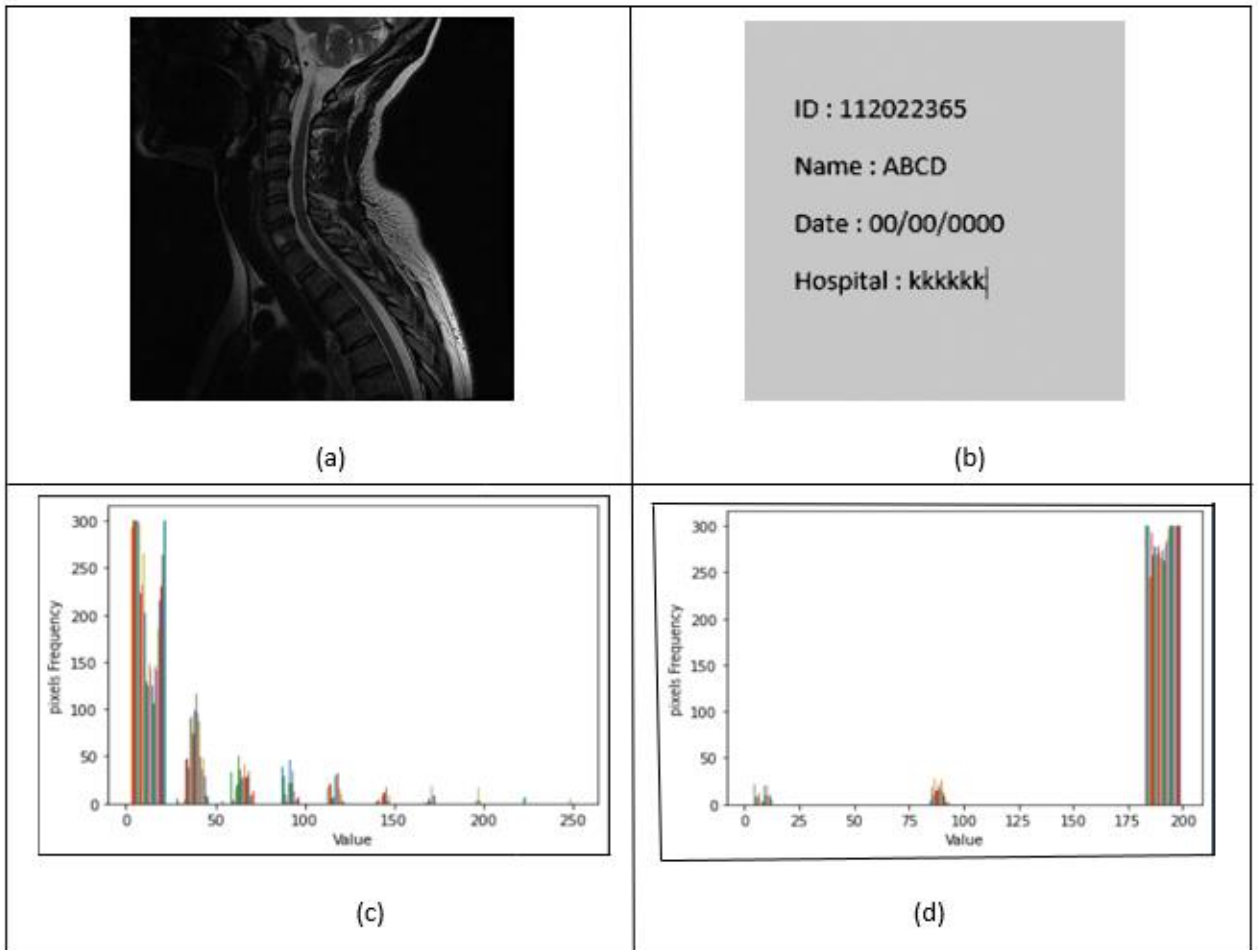 ID : 112022365
Name : ABCD
Date : 00/00/0000
Hospital : kkkkkk
(a)
(b)
300
250
200
150
100
50
0
pixels Frequency
0 50 100 150 200 250
Value
300
250
200
150
100
50
0
pixels Frequency
0 25 50 75 100 125 150 175 200
Value
(c)
(d)